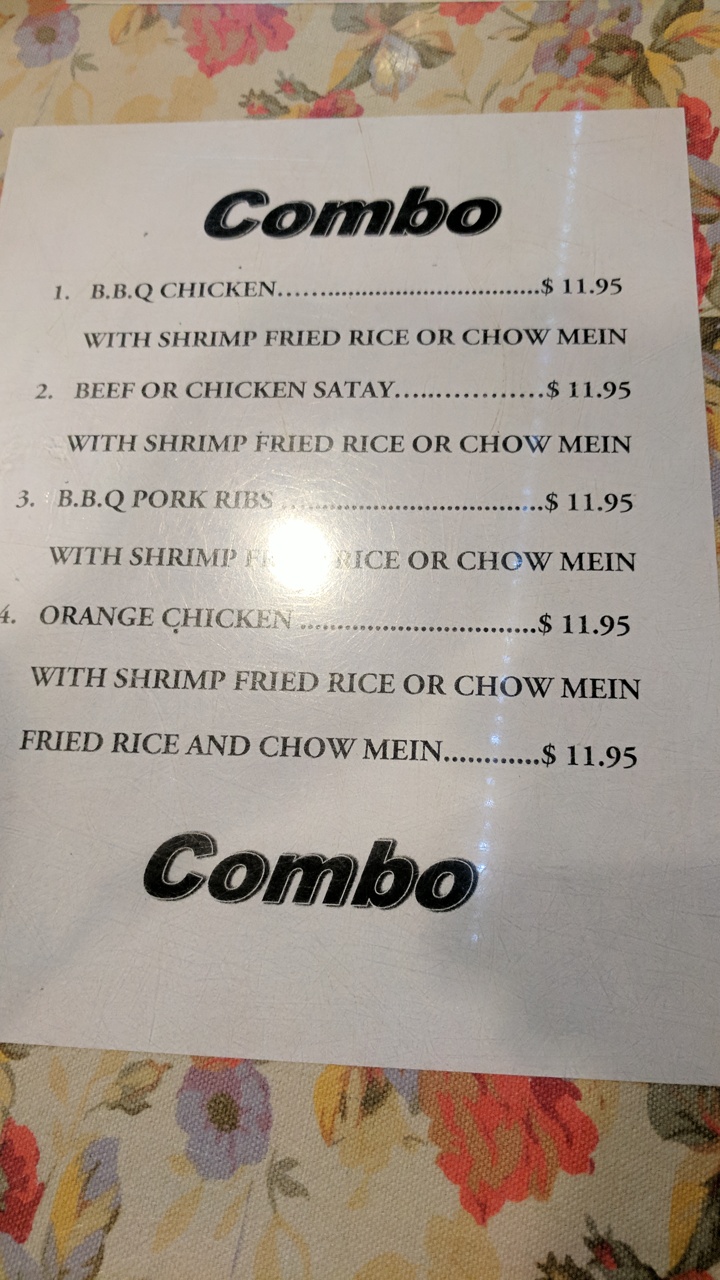 Combo
1. B.B.Q CHICKEN......................................$ 11.95
WITH SHRIMP FRIED RICE OR CHOW MEIN
2. BEEF OR CHICKEN SATAY..................$ 11.95
WITH SHRIMP FRIED RICE OR CHOW MEIN
3. B.B.Q PORK RIBS ......................................$ 11.95
WITH SHRIMP RICE OR CHOW MEIN
4. ORANGE CHICKEN ..................................$ 11.95
WITH SHRIMP FRIED RICE OR CHOW MEIN
FRIED RICE AND CHOW MEIN............$ 11.95
Combo